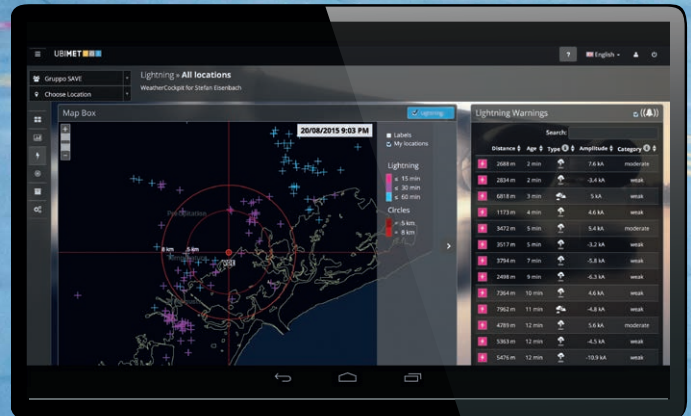 UBIMET
?
English
Gruppo SAVE
Choose Location
Lightning » All locations
WeatherCockpit for Stefan Eisenbach
Map Box
Lightning
20/08/2015 9:03 PM
Labels
My locations
Lightning
≤ 15 min
≤ 30 min
≤ 60 min
Circles
8 km
Precipitation
8 km
Lightning Warnings
Search:
Distance Age Type Amplitude Category
2688 m 2 min 7.6 kA moderate
2834 m 2 min -3,4 kA weak
6818 m 3 min 5 kA weak
1173 m 4 min 4.6 kA weak
3472 m 5 min 5.4 kA moderate
3517 m 5 min -3,2 kA weak
3794 m 7 min -5,8 kA weak
2498 m 9 min -6,3 kA weak
7364 m 10 min 4,6 kA weak
7962 m 11 min -4,8 kA weak
4789 m 12 min 5,6 kA moderate
5363 m 12 min -4,5 kA weak
5476 m 12 min -10,9 kA weak